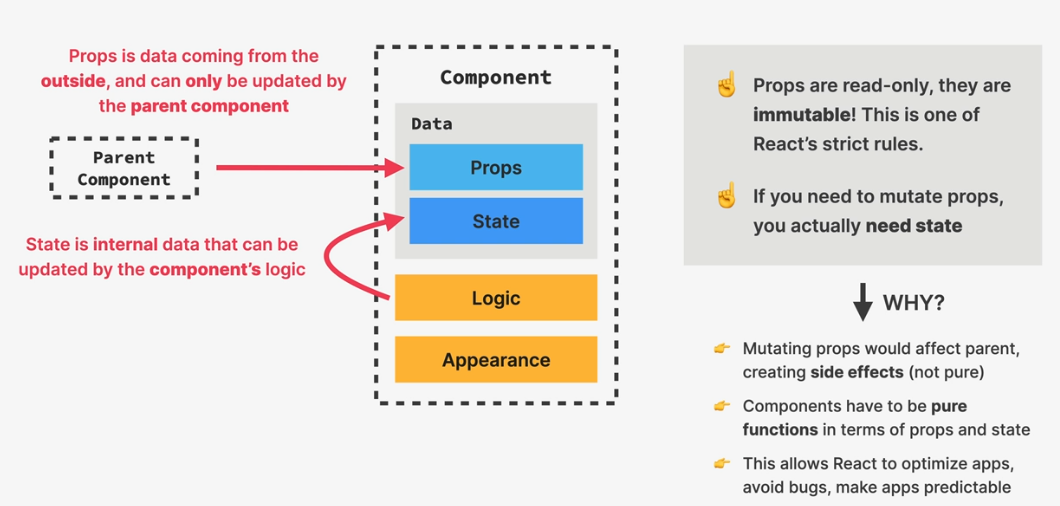 Props is data coming from the
outside, and can only be updated by
the parent component
Parent
Component
State is internal data that can be
updated by the component's logic
Component
Data
Props
State
Logic
Appearance
☝️ Props are read-only, they are
immutable! This is one of
React's strict rules.
☝️ If you need to mutate props,
you actually need state
WHY?
👉 Mutating props would affect parent,
creating side effects (not pure)
👉 Components have to be pure
functions in terms of props and state
👉 This allows React to optimize apps,
avoid bugs, make apps predictable